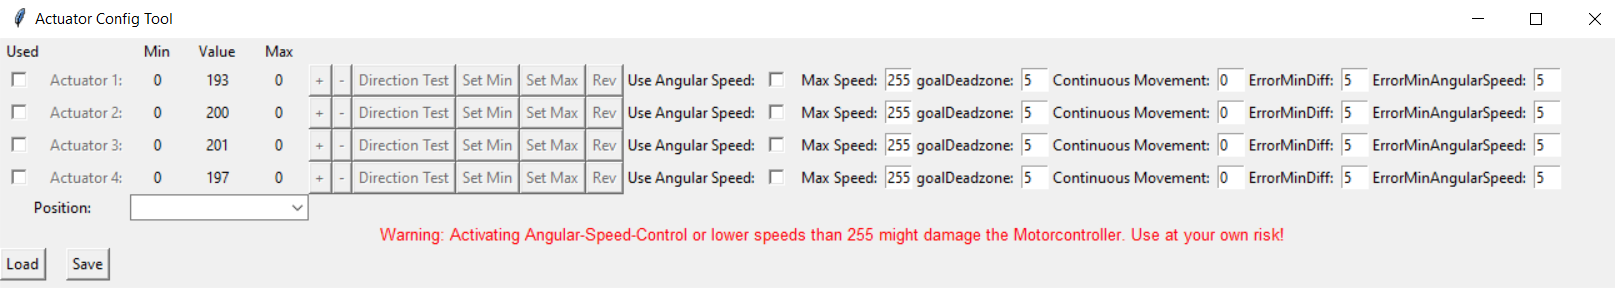 Actuator Config Tool
Used Min Value Max
Actuator 1: 0 193 0 + - Direction Test Set Min Set Max Rev Use Angular Speed: Max Speed: 255 goalDeadzone: 5 Continuous Movement: 0 ErrorMinDiff: 5 ErrorMinAngularSpeed: 5
Actuator 2: 0 200 0 + - Direction Test Set Min Set Max Rev Use Angular Speed: Max Speed: 255 goalDeadzone: 5 Continuous Movement: 0 ErrorMinDiff: 5 ErrorMinAngularSpeed: 5
Actuator 3: 0 201 0 + - Direction Test Set Min Set Max Rev Use Angular Speed: Max Speed: 255 goalDeadzone: 5 Continuous Movement: 0 ErrorMinDiff: 5 ErrorMinAngularSpeed: 5
Actuator 4: 0 197 0 + - Direction Test Set Min Set Max Rev Use Angular Speed: Max Speed: 255 goalDeadzone: 5 Continuous Movement: 0 ErrorMinDiff: 5 ErrorMinAngularSpeed: 5
Position:
Warning: Activating Angular-Speed-Control or lower speeds than 255 might damage the Motorcontroller. Use at your own risk!
Load Save